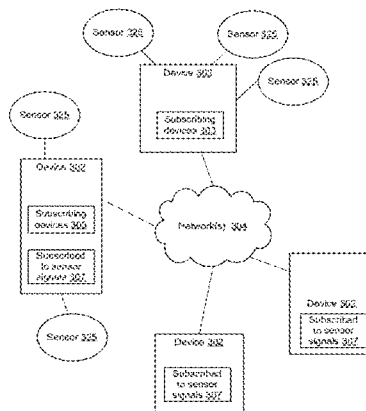 Sensor 325
Sensor 325
Sensor 325
Device 302
Subscribing
devices 303
Sensor 325
Device 302
Subscribing
devices 303
Subscribed
to sensor
signals 307
Network(s) 304
Sensor 325
Device 302
Subscribed
to sensor
signals 307
Device 302
Subscribed
to sensor
signals 307